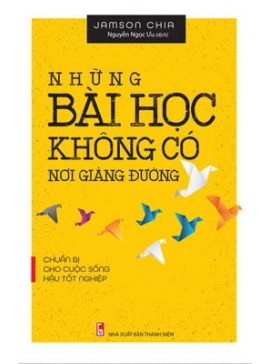 JAMSON CHIA
Nguyễn Ngọc Ưu (dịch)
NHỮNG
BÀI HỌC
KHÔNG CÓ
NƠI GIẢNG ĐƯỜNG
CHUẨN BỊ
CHO CUỘC SỐNG
HẬU TỐT NGHIỆP
NHÀ XUẤT BẢN THANH NIÊN